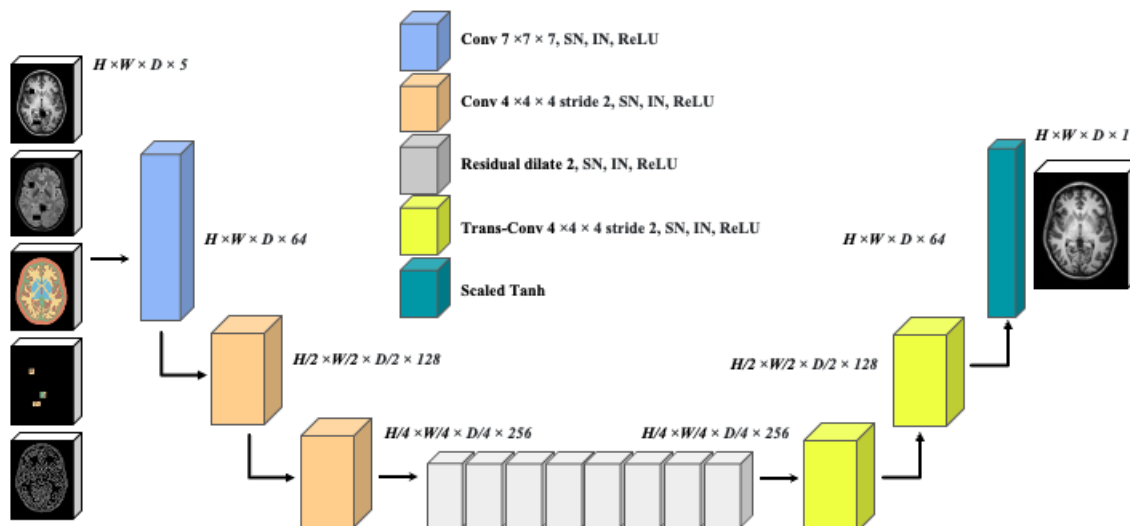 H ×W × D × 5
Conv 7 ×7 × 7, SN, IN, ReLU
Conv 4 ×4 × 4 stride 2, SN, IN, ReLU
Residual dilate 2, SN, IN, ReLU
Trans-Conv 4 ×4 × 4 stride 2, SN, IN, ReLU
Scaled Tanh
H ×W × D × 1
H ×W × D × 64
H ×W × D × 64
H/2 ×W/2 × D/2 × 128
H/2 ×W/2 × D/2 × 128
H/4 ×W/4 × D/4 × 256
H/4 ×W/4 × D/4 × 256